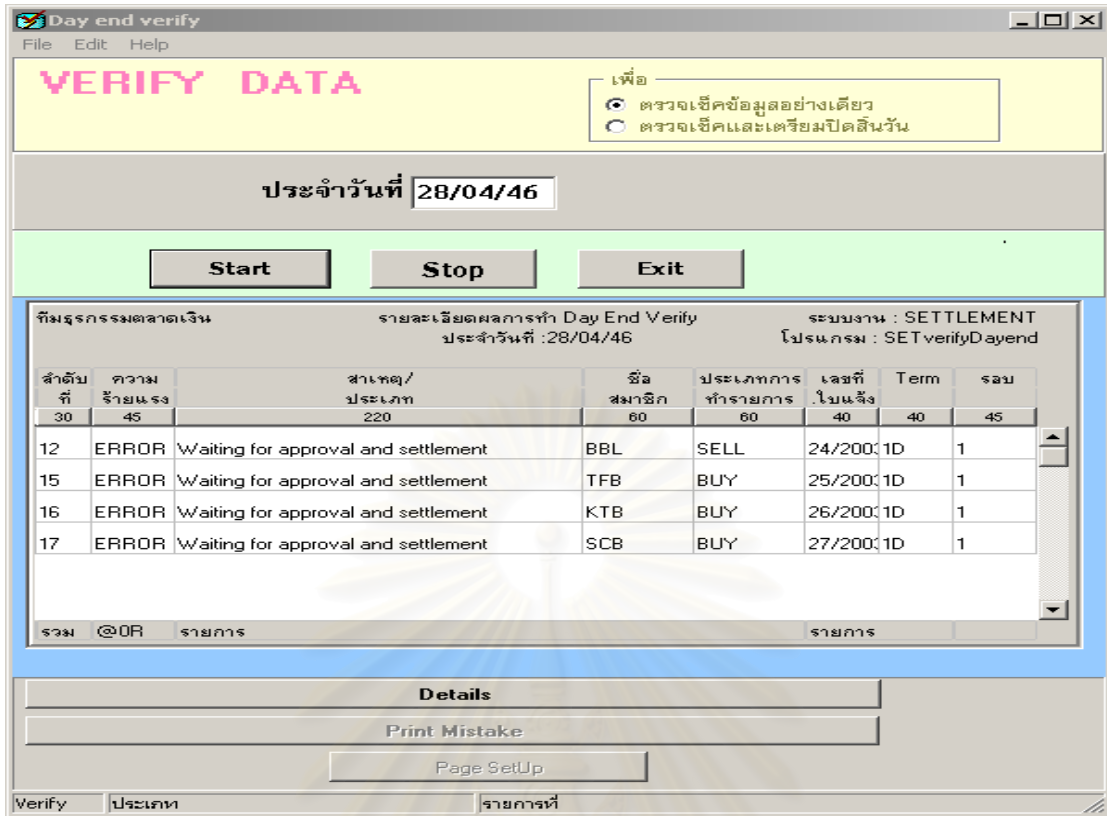 Day end verify
File Edit Help
VERIFY DATA
เพื่อ
ตรวจเช็คข้อมูลอย่างเดียว
ตรวจเช็คและเตรียมปิดสิ้นวัน
ประจำวันที่ 28/04/46
Start Stop Exit
ทีมธุรกรรมตลาดเงิน รายละเอียดผลการทำ Day End Verify ระบบงาน : SETTLEMENT
ประจำวันที่ :28/04/46 โปรแกรม : SETverifyDayend
ลำดับ ความ สาเหตุ/ ชื่อ ประเภทการ เลขที่ Term รอบ
ที่ ร้ายแรง ประเภท สมาชิก ทำรายการ .ใบแจ้ง
30 45 220 60 60 40 40 45
12 ERROR Waiting for approval and settlement BBL SELL 24/200 1D 1
15 ERROR Waiting for approval and settlement TFB BUY 25/200 1D 1
16 ERROR Waiting for approval and settlement KTB BUY 26/200 1D 1
17 ERROR Waiting for approval and settlement SCB BUY 27/200 1D 1
รวม @0R รายการ รายการ
Details
Print Mistake
Page SetUp
Verify ประเภท รายการที่